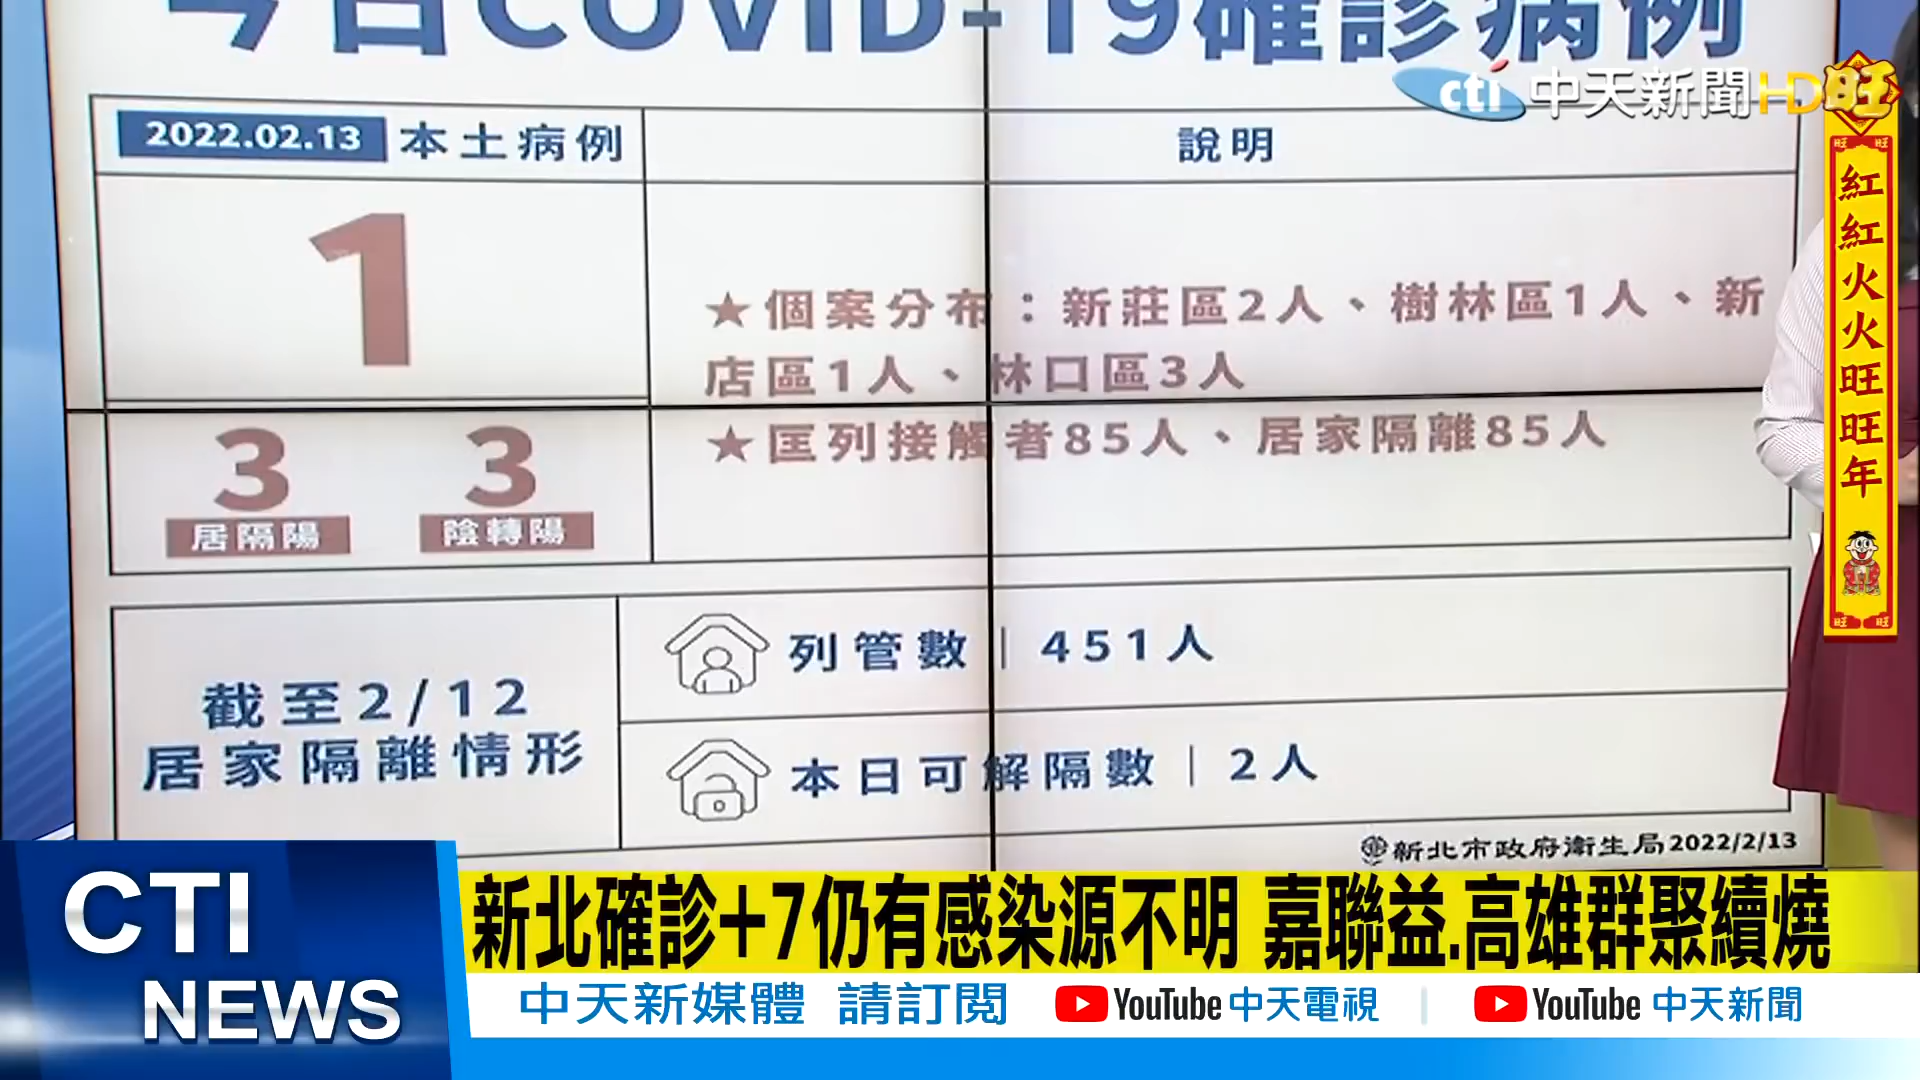 今日COVID-19確診病例
cti 中天新聞HD
旺
2022.02.13 本土病例
說明
1
★個案分布：新莊區2人、樹林區1人、新
店區1人、林口區3人
★匡列接觸者85人、居家隔離85人
3 3
居隔陽 陰轉陽
截至2/12
居家隔離情形
列管數｜451人
本日可解隔數｜2人
新北市政府衛生局2022/2/13
旺 旺
紅紅火火旺旺年
旺 旺
CTI
NEWS
新北確診+7仍有感染源不明 嘉聯益.高雄群聚續燒
中天新媒體 請訂閱 YouTube 中天電視 | YouTube 中天新聞